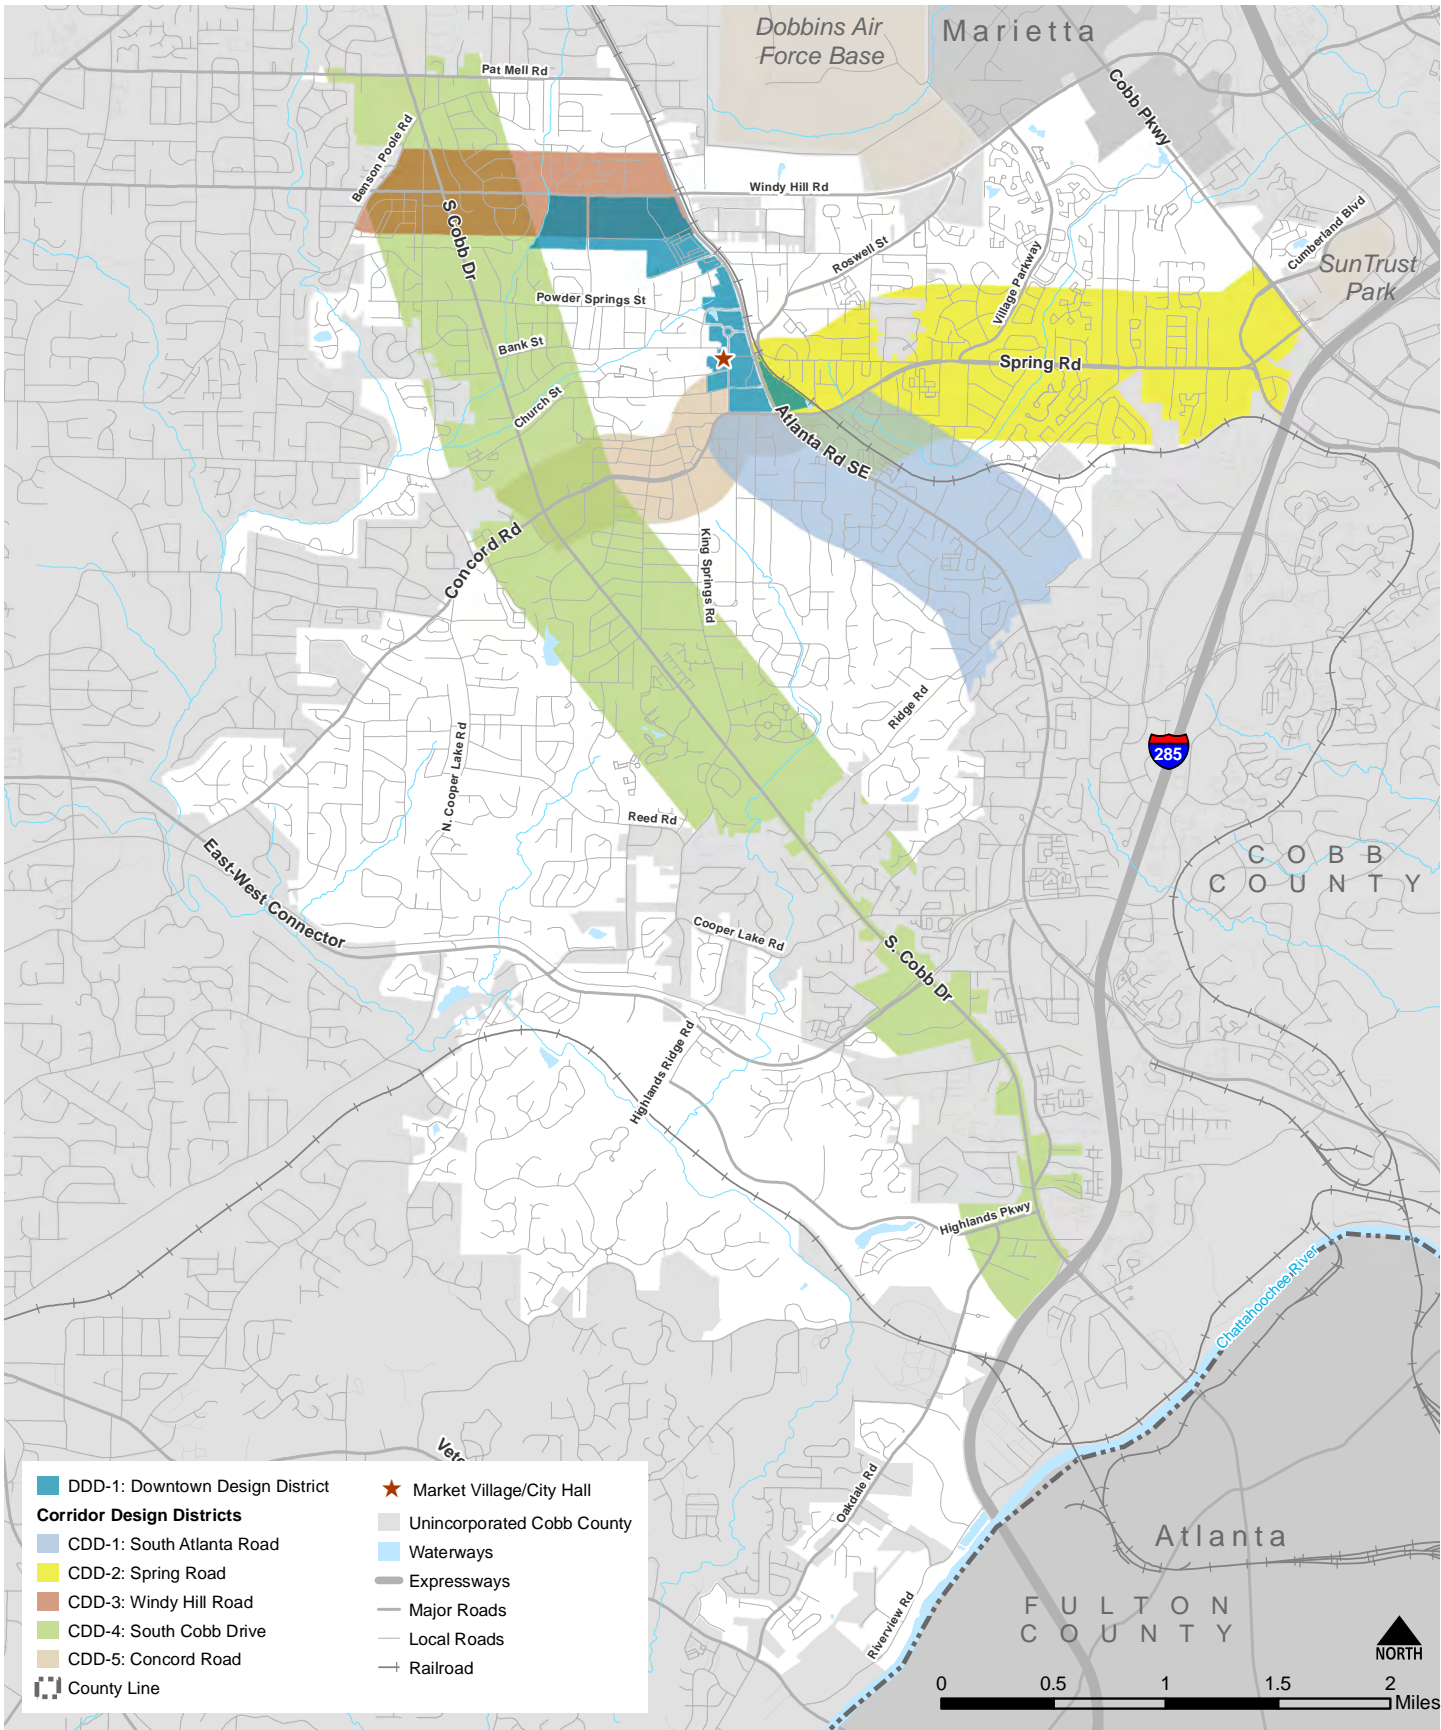 Dobbins Air
Force Base
Marietta
Pat Mell Rd
Cobb Pkwy
Benson Poole Rd
Windy Hill Rd
S Cobb Dr
Cumberland Blvd
Roswell St
SunTrust
Park
Village Parkway
Powder Springs St
Bank St
Spring Rd
Church St
Atlanta Rd SE
Concord Rd
King Springs Rd
Ridge Rd
285
N. Cooper Lake Rd
Reed Rd
East-West Connector
COBB
COUNTY
Cooper Lake Rd
S. Cobb Dr
Highlands Ridge Rd
Highlands Pkwy
Chattahoochee River
Oakdale Rd
Atlanta
Riverview Rd
FULTON
COUNTY
DDD-1: Downtown Design District
Corridor Design Districts
CDD-1: South Atlanta Road
CDD-2: Spring Road
CDD-3: Windy Hill Road
CDD-4: South Cobb Drive
CDD-5: Concord Road
County Line
Market Village/City Hall
Unincorporated Cobb County
Waterways
Expressways
Major Roads
Local Roads
Railroad
NORTH
0 0.5 1 1.5 2
Miles